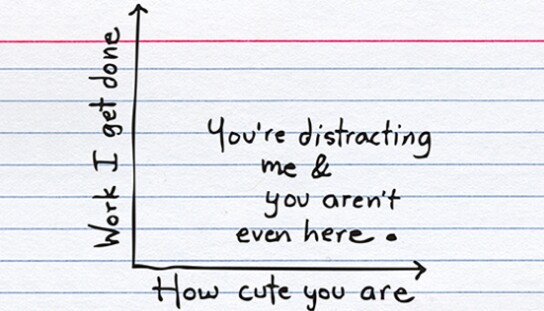 Work I get done
You're distracting
me &
you aren't
even here.
How cute you are